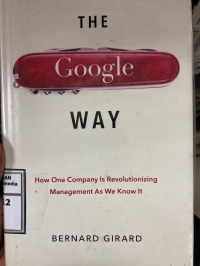 THE
Google
WAY
How One Company Is Revolutionizing
Management As We Know It
BERNARD GIRARD